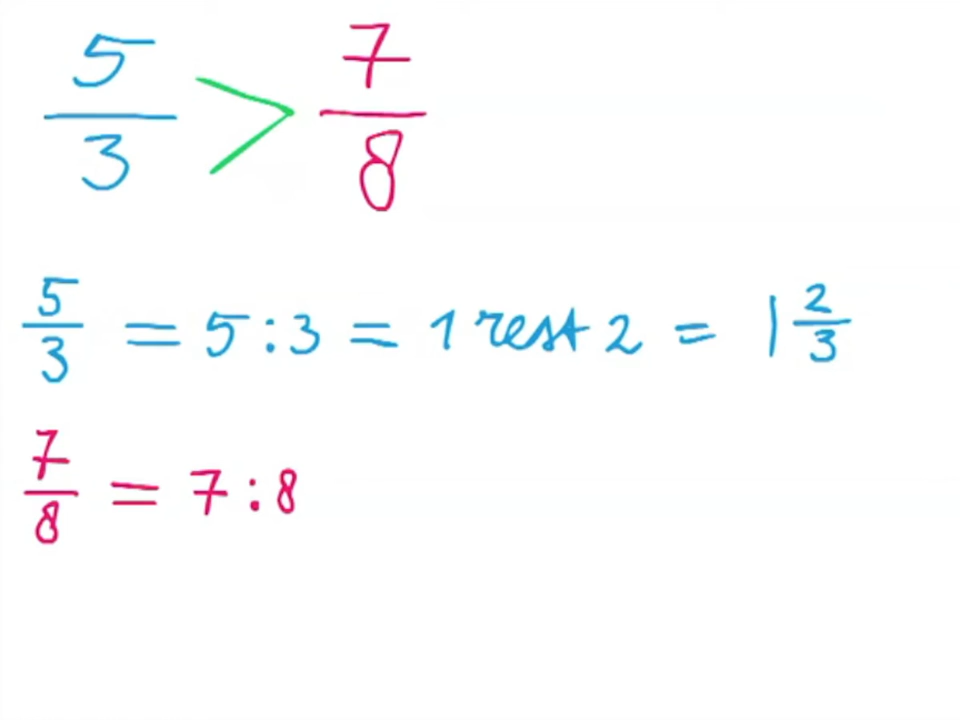 5/3 > 7/8
5/3 = 5:3 = 1 rest 2 = 1 2/3
7/8 = 7:8